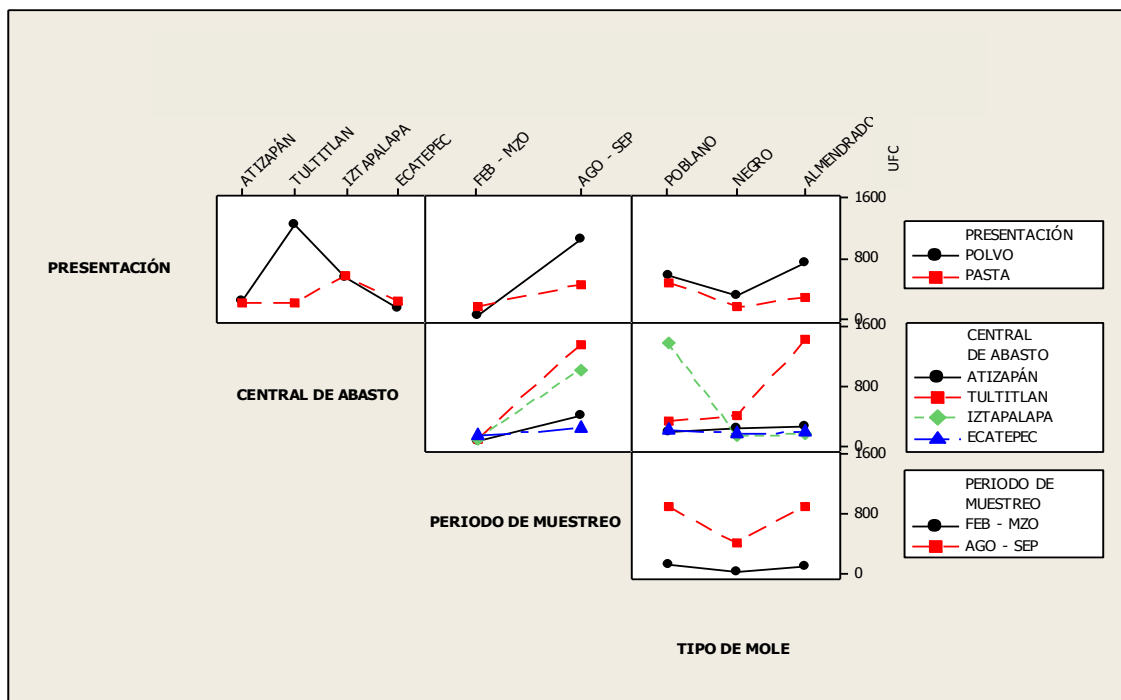 ATIZAPÁN
TULTITLAN
IZTAPALAPA
ECATEPEC
FEB - MZO
AGO - SEP
POBLANO
NEGRO
ALMENDRADO
UFC
1600
800
0
PRESENTACIÓN
PRESENTACIÓN
POLVO
PASTA
1600
800
0
CENTRAL DE ABASTO
CENTRAL
DE ABASTO
ATIZAPÁN
TULTITLAN
IZTAPALAPA
ECATEPEC
1600
800
0
PERIODO DE MUESTREO
PERIODO DE
MUESTREO
FEB - MZO
AGO - SEP
TIPO DE MOLE